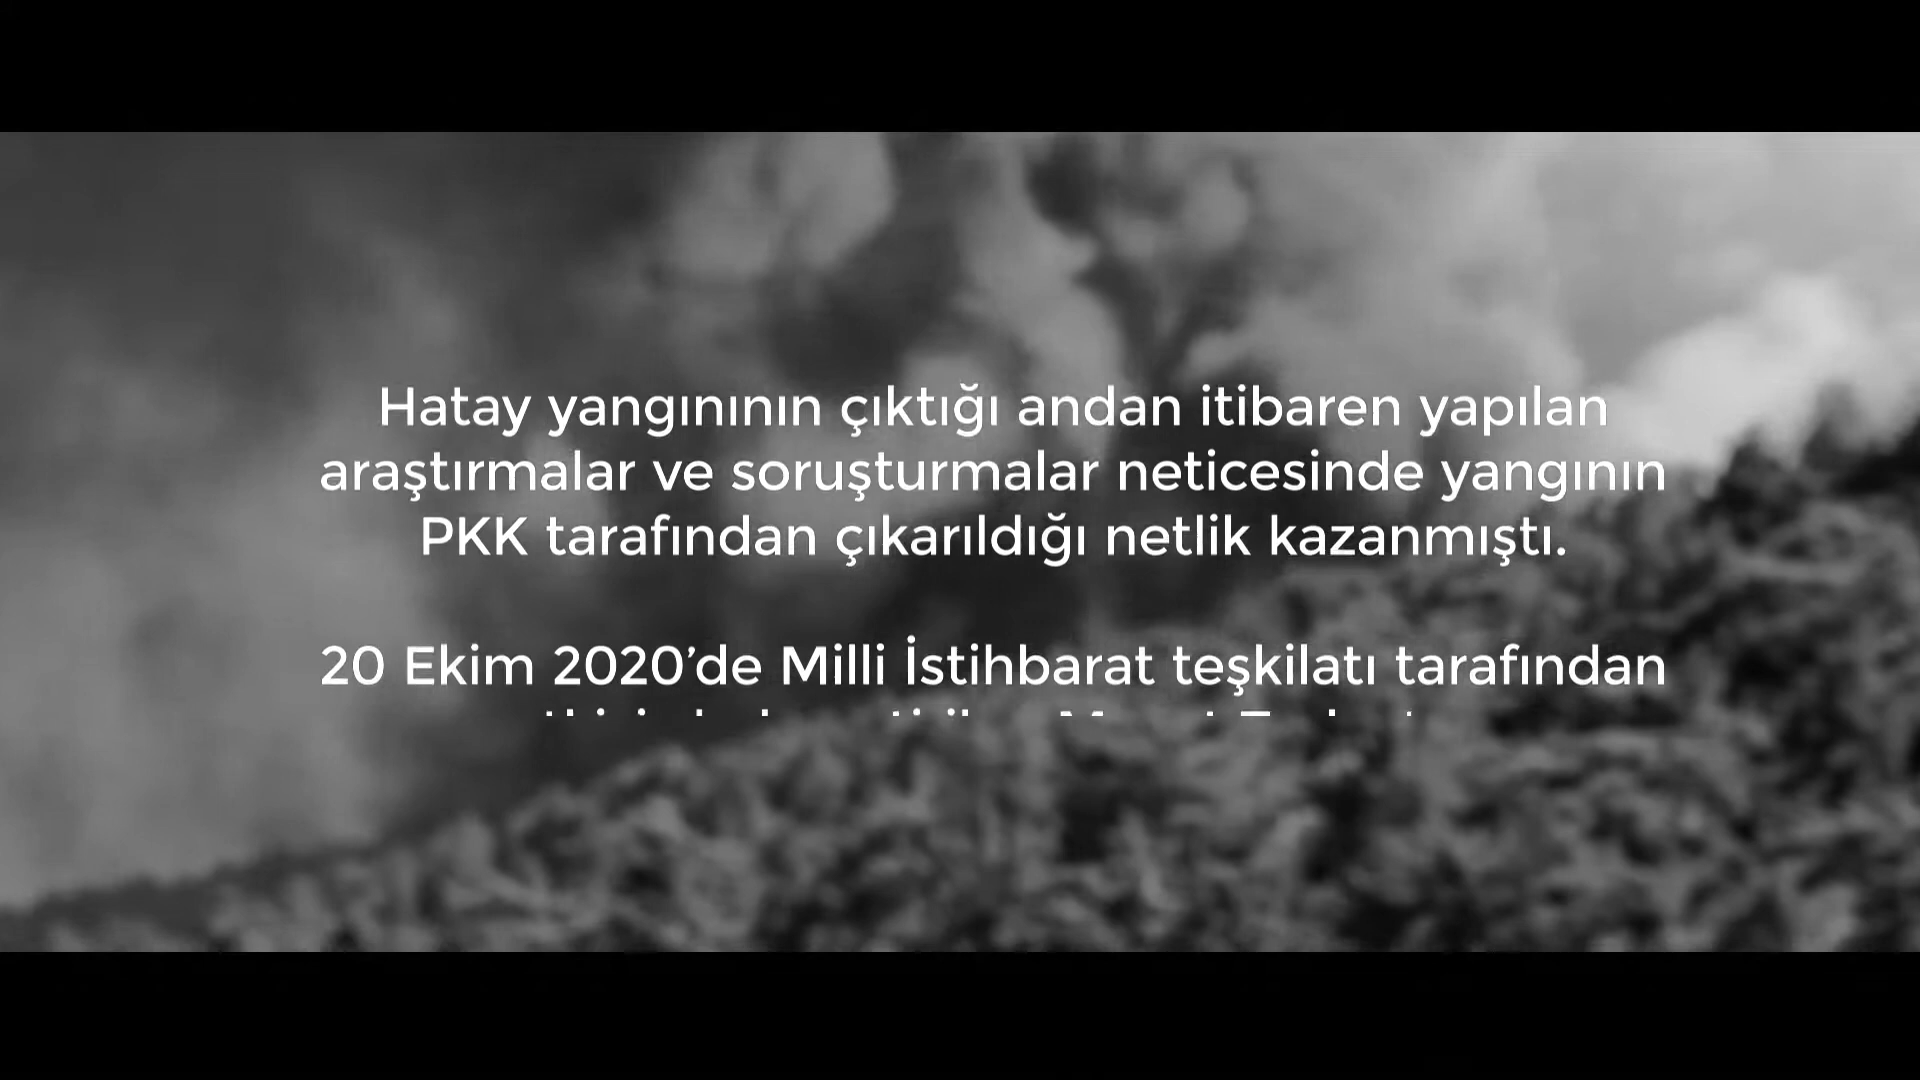 Hatay yangınının çıktığı andan itibaren yapılan
araştırmalar ve soruşturmalar neticesinde yangının
PKK tarafından çıkarıldığı netlik kazanmıştı.
20 Ekim 2020’de Milli İstihbarat teşkilatı tarafından